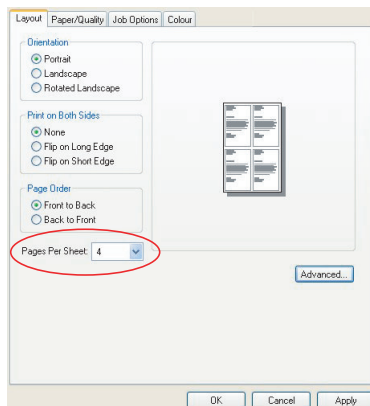 Layout Paper/Quality Job Options Colour
Orientation
Portrait
Landscape
Rotated Landscape
Print on Both Sides
None
Flip on Long Edge
Flip on Short Edge
Page Order
Front to Back
Back to Front
Pages Per Sheet: 4
Advanced...
OK Cancel Apply